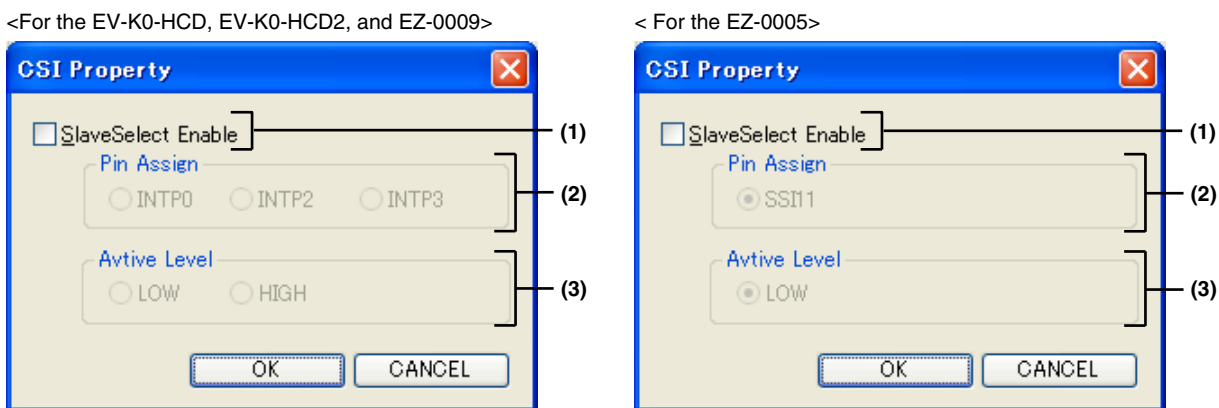 <For the EV-K0-HCD, EV-K0-HCD2, and EZ-0009>
CSI Property
SlaveSelect Enable
(1)
Pin Assign
(2)
INTP0 INTP2 INTP3
Avtive Level
(3)
LOW HIGH
OK CANCEL
< For the EZ-0005>
CSI Property
SlaveSelect Enable
(1)
Pin Assign
(2)
SSI11
Avtive Level
(3)
LOW
OK CANCEL